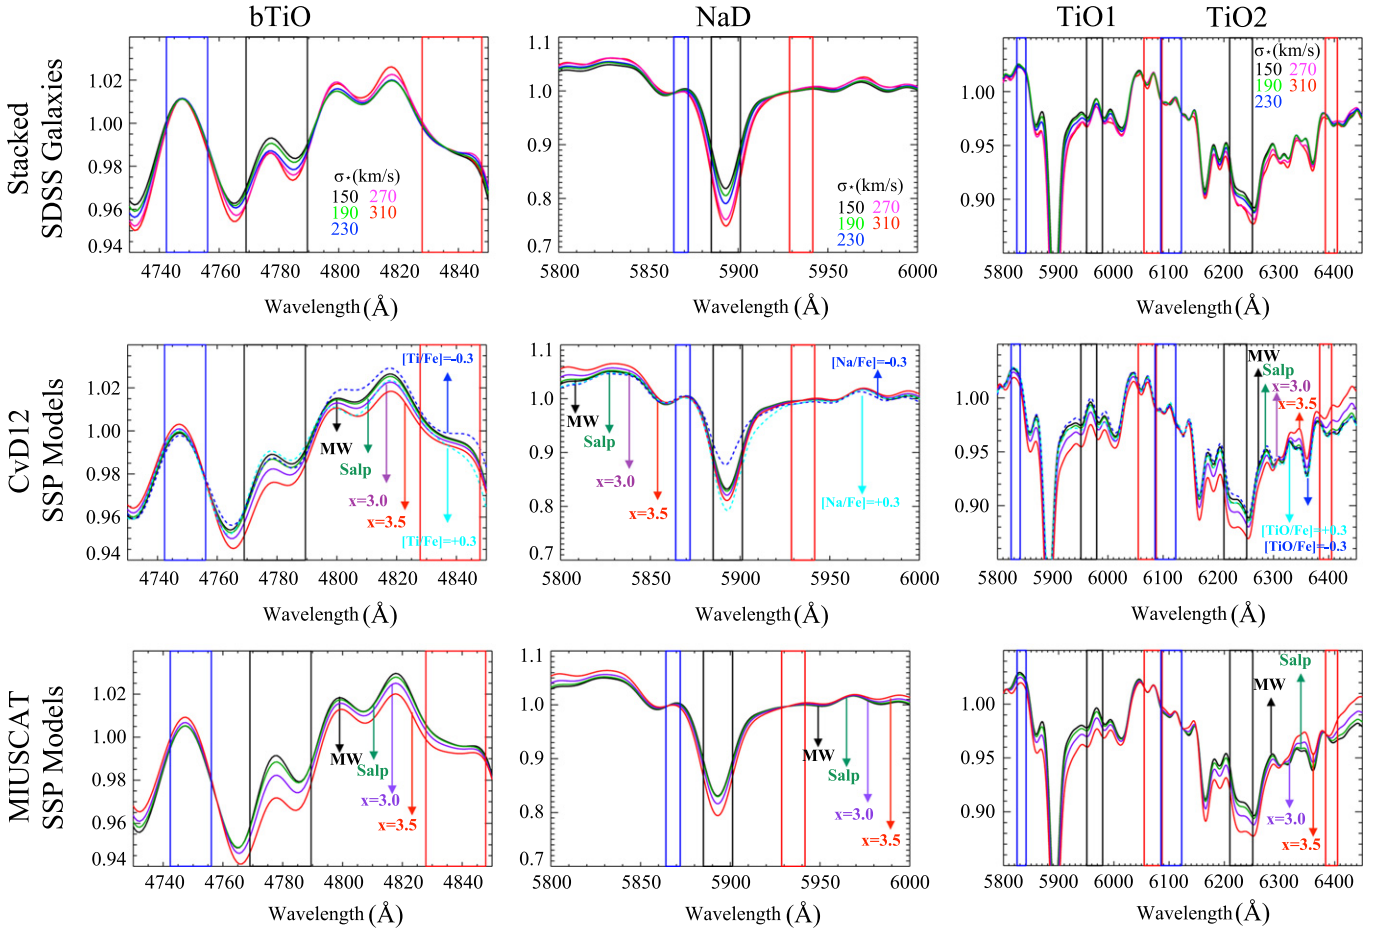 bTiO
NaD
TiO1 TiO2
Stacked
SDSS Galaxies
1.02
1.00
0.98
0.96
0.94
σ⋆(km/s)
150 270
190 310
230
4740 4760 4780 4800 4820 4840
Wavelength (Å)
1.1
1.0
0.9
0.8
0.7
σ⋆(km/s)
150 270
190 310
230
5800 5850 5900 5950 6000
Wavelength (Å)
1.00
0.95
0.90
σ⋆(km/s)
150 270
190 310
230
5800 5900 6000 6100 6200 6300 6400
Wavelength (Å)
CvD12
SSP Models
1.02
1.00
0.98
0.96
0.94
[Ti/Fe]=-0.3
MW
Salp
x=3.0
x=3.5
[Ti/Fe]=+0.3
4740 4760 4780 4800 4820 4840
Wavelength (Å)
1.1
1.0
0.9
0.8
0.7
[Na/Fe]=-0.3
MW
Salp
x=3.0
x=3.5
[Na/Fe]=+0.3
5800 5850 5900 5950 6000
Wavelength (Å)
1.00
0.95
0.90
MW
Salp
x=3.0
x=3.5
[TiO/Fe]=+0.3
[TiO/Fe]=-0.3
5800 5900 6000 6100 6200 6300 6400
Wavelength (Å)
MIUSCAT
SSP Models
1.02
1.00
0.98
0.96
0.94
MW
Salp
x=3.0
x=3.5
4740 4760 4780 4800 4820 4840
Wavelength (Å)
1.1
1.0
0.9
0.8
0.7
MW
Salp
x=3.0
x=3.5
5800 5850 5900 5950 6000
Wavelength (Å)
1.00
0.95
0.90
Salp
MW
x=3.0
x=3.5
5800 5900 6000 6100 6200 6300 6400
Wavelength (Å)